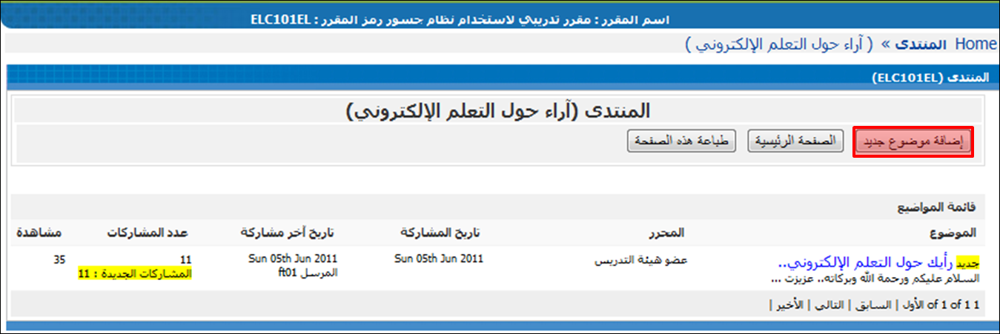 اسم المقرر : مقرر تدريبي لاستخدام نظام جسور رمز المقرر : ELC101EL
Home المنتدى » ( آراء حول التعلم الإلكتروني )
المنتدى (ELC101EL)
المنتدى (آراء حول التعلم الإلكتروني)
إضافة موضوع جديد الصفحة الرئيسية طباعة هذه الصفحة
قائمة المواضيع
الموضوع المحرر تاريخ المشاركة تاريخ آخر مشاركة عدد المشاركات مشاهدة
جديد رأيك حول التعلم الإلكتروني.. عضو هيئة التدريس Sun 05th Jun 2011 Sun 05th Jun 2011 11 35
السلام عليكم ورحمة الله وبركاته.. عزيزت ... المرسل ft01 المشاركات الجديدة : 11
1 of 1 of 1 الأول | السابق | التالى | الأخير |